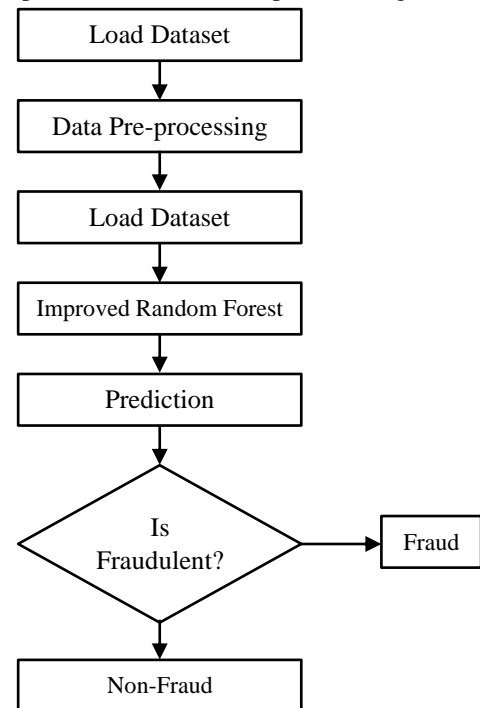 Load Dataset
Data Pre-processing
Load Dataset
Improved Random Forest
Prediction
Is
Fraudulent?
Fraud
Non-Fraud